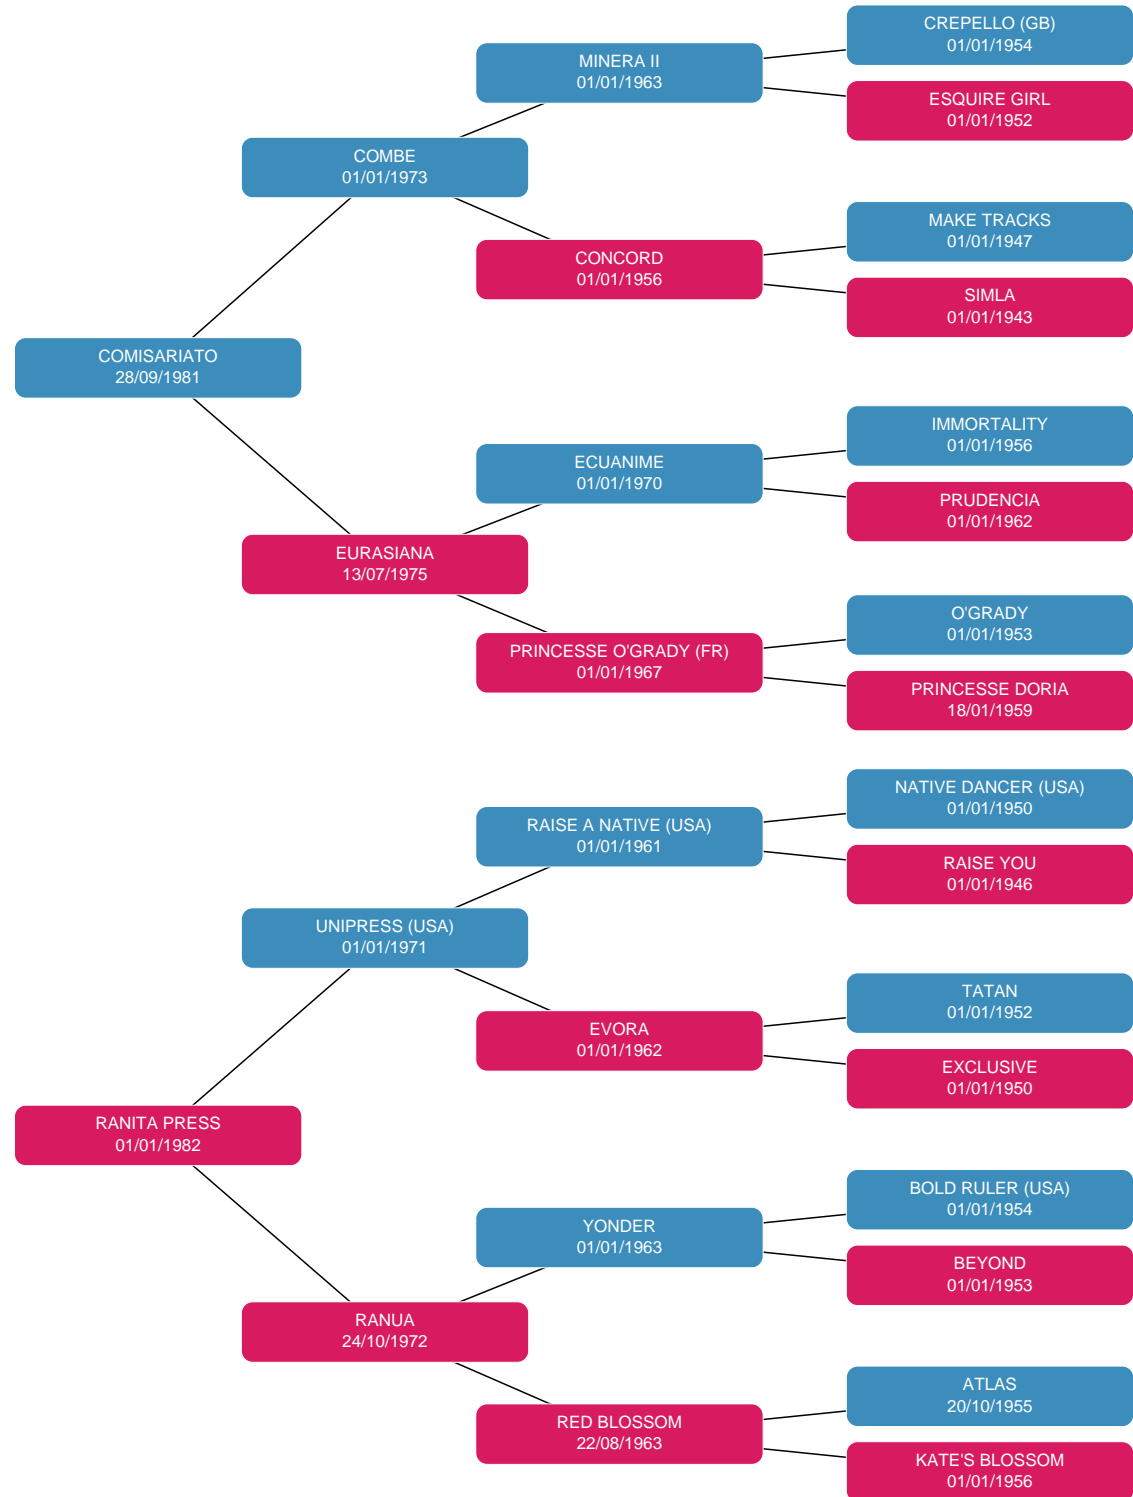 CREPELLO (GB)
01/01/1954
MINERA II
01/01/1963
ESQUIRE GIRL
01/01/1952
COMBE
01/01/1973
MAKE TRACKS
01/01/1947
CONCORD
01/01/1956
SIMLA
01/01/1943
COMISARIATO
28/09/1981
IMMORTALITY
01/01/1956
ECUANIME
01/01/1970
PRUDENCIA
01/01/1962
EURASIANA
13/07/1975
O'GRADY
01/01/1953
PRINCESSE O'GRADY (FR)
01/01/1967
PRINCESSE DORIA
18/01/1959
NATIVE DANCER (USA)
01/01/1950
RAISE A NATIVE (USA)
01/01/1961
RAISE YOU
01/01/1946
UNIPRESS (USA)
01/01/1971
TATAN
01/01/1952
EVORA
01/01/1962
EXCLUSIVE
01/01/1950
RANITA PRESS
01/01/1982
BOLD RULER (USA)
01/01/1954
YONDER
01/01/1963
BEYOND
01/01/1953
RANUA
24/10/1972
ATLAS
20/10/1955
RED BLOSSOM
22/08/1963
KATE'S BLOSSOM
01/01/1956